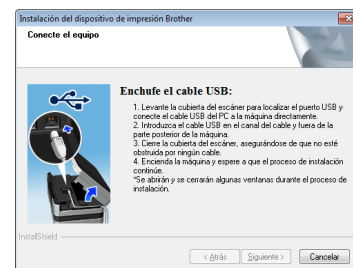 Instalación del dispositivo de impresión Brother
Conecte el equipo
Enchufe el cable USB:
1. Levante la cubierta del escáner para localizar el puerto USB y
conecte el cable USB del PC a la máquina directamente.
2. Introduzca el cable USB en el canal del cable y fuera de la
parte posterior de la máquina.
3. Cierre la cubierta del escáner, asegurándose de que no esté
obstruida por ningún cable.
4. Encienda la máquina y espere a que el proceso de instalación
continúe.
*Se abrirán y se cerrarán algunas ventanas durante el proceso de
instalación.
InstallShield
< Atrás
Siguiente >
Cancelar